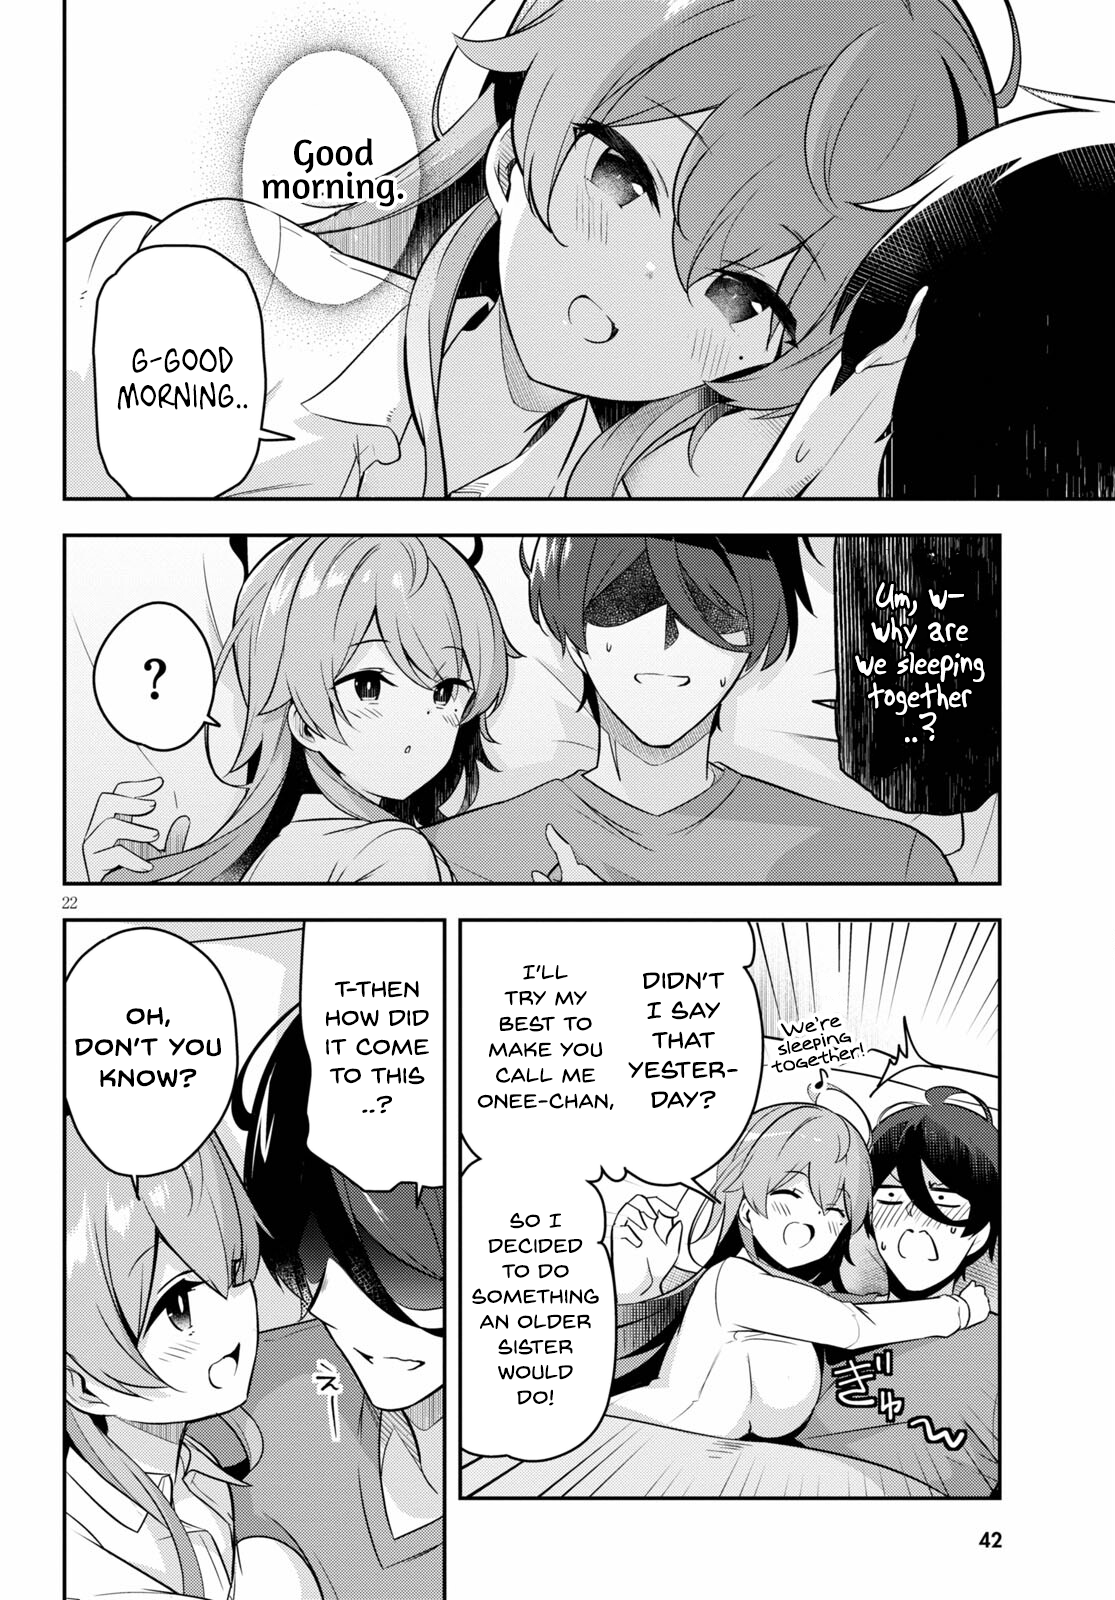 Good
morning.
G-GOOD
MORNING..
Um, w-
why are
we sleeping
together
..?
?
22
DIDN'T
I SAY
THAT
YESTER-
DAY?
I'LL
TRY MY
BEST TO
MAKE YOU
CALL ME
ONEE-CHAN,
SO I
DECIDED
TO DO
SOMETHING
AN OLDER
SISTER
WOULD
DO!
We're
sleeping
together!
♪
ぎゅ〜
T-THEN
HOW DID
IT COME
TO THIS
..?
OH,
DON'T YOU
KNOW?
え…
42